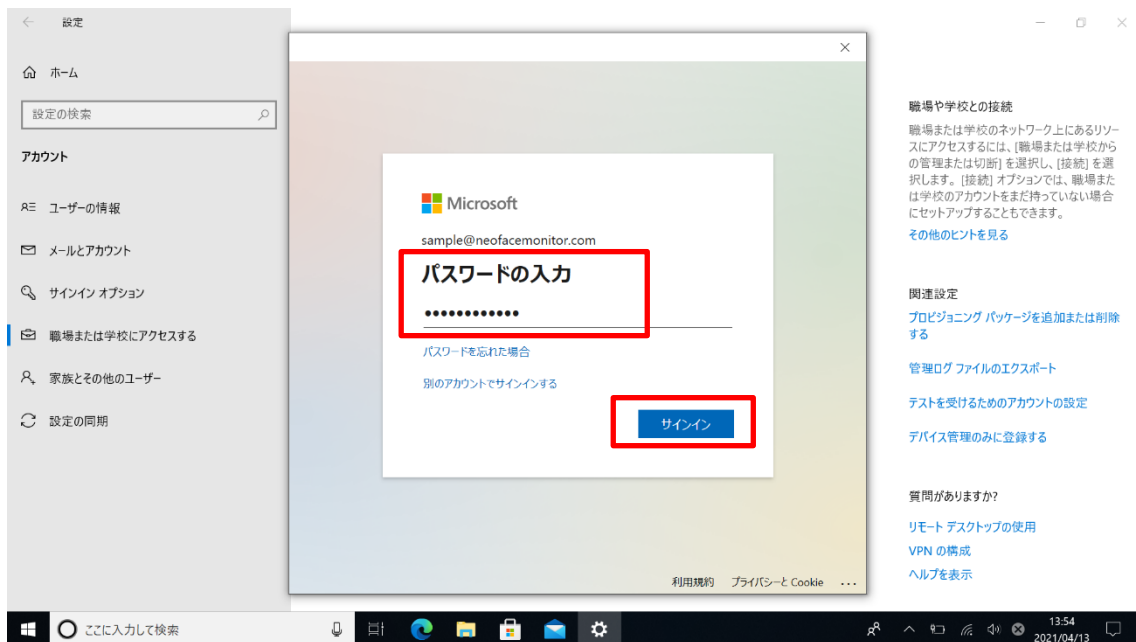 設定
ホーム
設定の検索
アカウント
ユーザーの情報
メールとアカウント
サインイン オプション
職場または学校にアクセスする
家族とその他のユーザー
設定の同期
Microsoft
sample@neofacemonitor.com
パスワードの入力
••••••••••••
パスワードを忘れた場合
別のアカウントでサインインする
サインイン
利用規約 プライバシーと Cookie ...
職場や学校との接続
職場または学校のネットワーク上にあるリソー
スにアクセスするには、[職場または学校から
の管理または切断] を選択し、[接続] を選
択します。[接続] オプションでは、職場また
は学校のアカウントをまだ持っていない場合
にセットアップすることもできます。
その他のヒントを見る
関連設定
プロビジョニング パッケージを追加または削除
する
管理ログ ファイルのエクスポート
テストを受けるためのアカウントの設定
デバイス管理のみに登録する
質問がありますか?
リモート デスクトップの使用
VPN の構成
ヘルプを表示
ここに入力して検索
13:54
2021/04/13